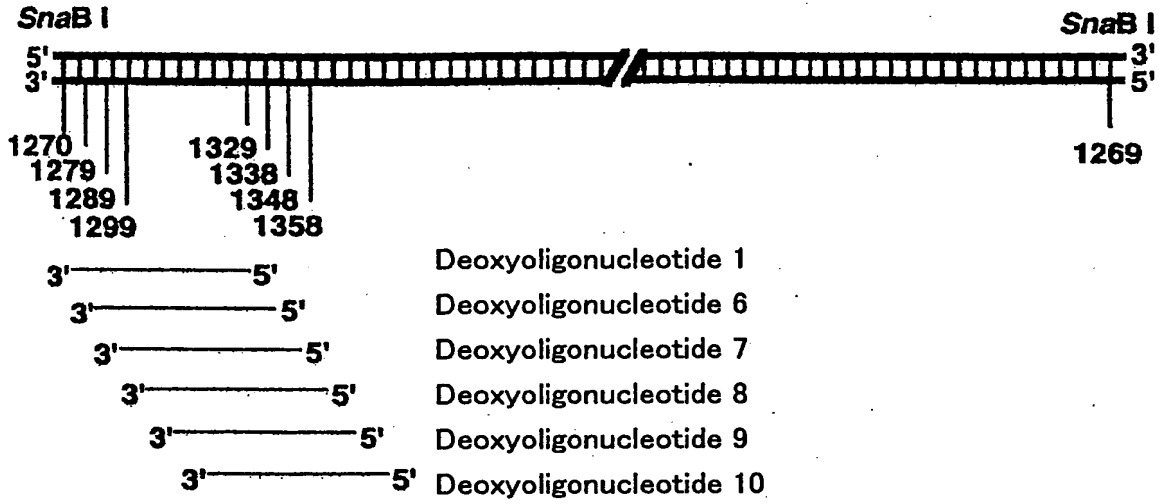 SnaB I SnaB I
5' 3'
3' 5'
1270 1329 1269
1279 1338
1289 1348
1299 1358
3' 5' Deoxyoligonucleotide 1
3' 5' Deoxyoligonucleotide 6
3' 5' Deoxyoligonucleotide 7
3' 5' Deoxyoligonucleotide 8
3' 5' Deoxyoligonucleotide 9
3' 5' Deoxyoligonucleotide 10